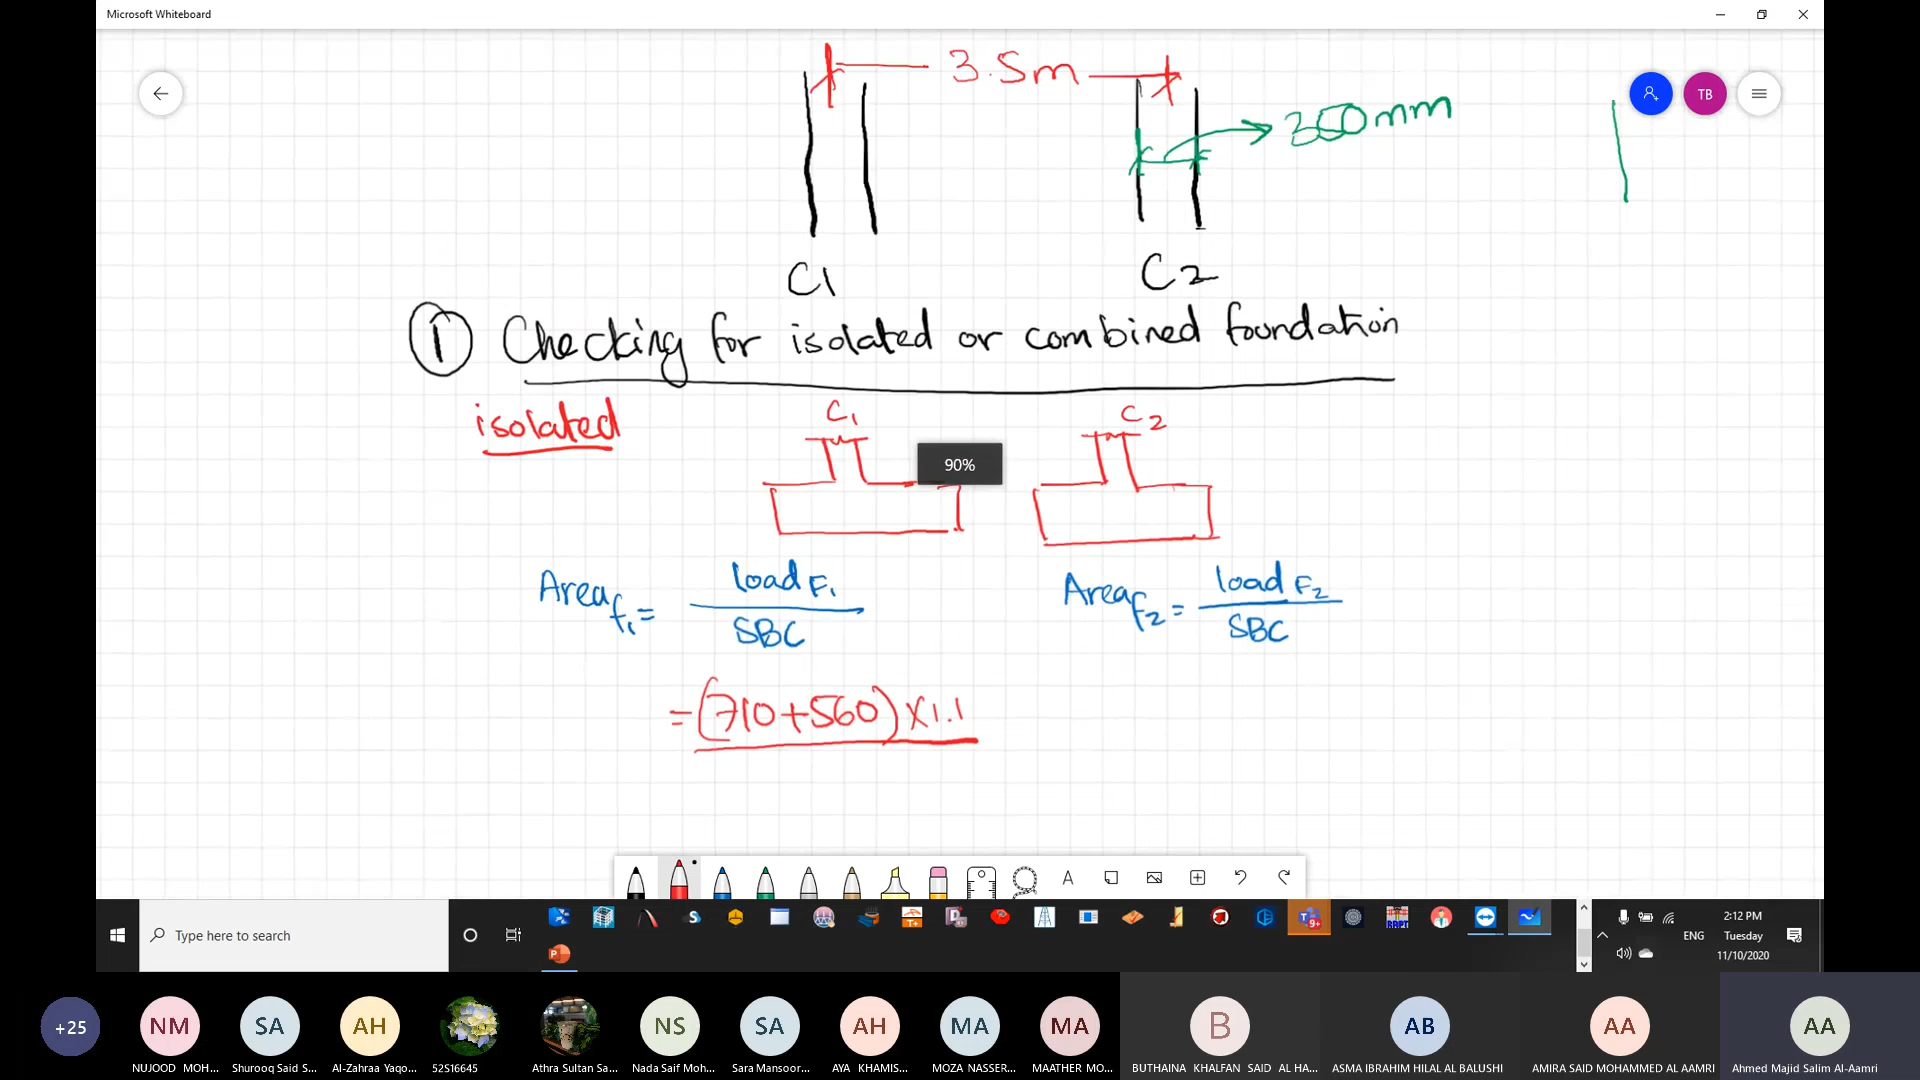 Microsoft Whiteboard
3.5m
350mm
TB
C1
C2
① Checking for isolated or combined foundation
isolated
C1
C2
90%
Area f1 = load F1 / SBC
Area F2 = load F2 / SBC
= (710+560) X1.1
Type here to search
ENG
2:12 PM
Tuesday
11/10/2020
+25
NM
SA
AH
NS
SA
AH
MA
MA
B
AB
AA
AA
NUJOOD MOH...
Shurooq Said S...
Al-Zahraa Yaqo...
52S16645
Athra Sultan Sa...
Nada Saif Moh...
Sara Mansoor...
AYA KHAMIS...
MOZA NASSER...
MAATHER MO...
BUTHAINA KHALFAN SAID AL HA...
ASMA IBRAHIM HILAL AL BALUSHI
AMIRA SAID MOHAMMED AL AAMRI
Ahmed Majid Salim Al-Aamri